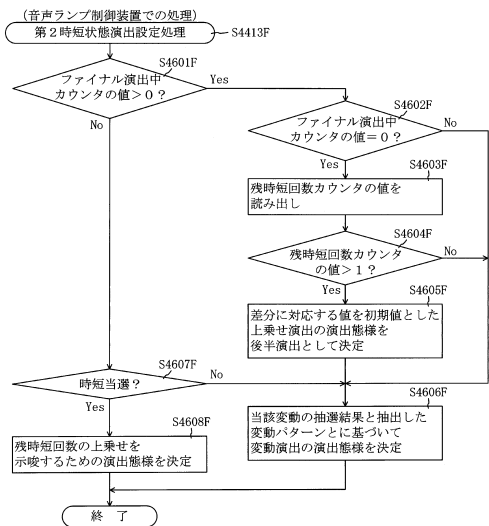 (音声ランプ制御装置での処理)
第2時短状態演出設定処理
S4413F
S4601F
ファイナル演出中
カウンタの値>0?
Yes
No
S4602F
ファイナル演出中
カウンタの値=0?
No
Yes
S4603F
残時短回数カウンタの値を
読み出し
S4604F
残時短回数カウンタ
の値>1?
No
Yes
S4605F
差分に対応する値を初期値とした
上乗せ演出の演出態様を
後半演出として決定
S4607F
時短当選?
No
Yes
S4606F
当該変動の抽選結果と抽出した
変動パターンとに基づいて
変動演出の演出態様を決定
S4608F
残時短回数の上乗せを
示唆するための演出態様を決定
終了